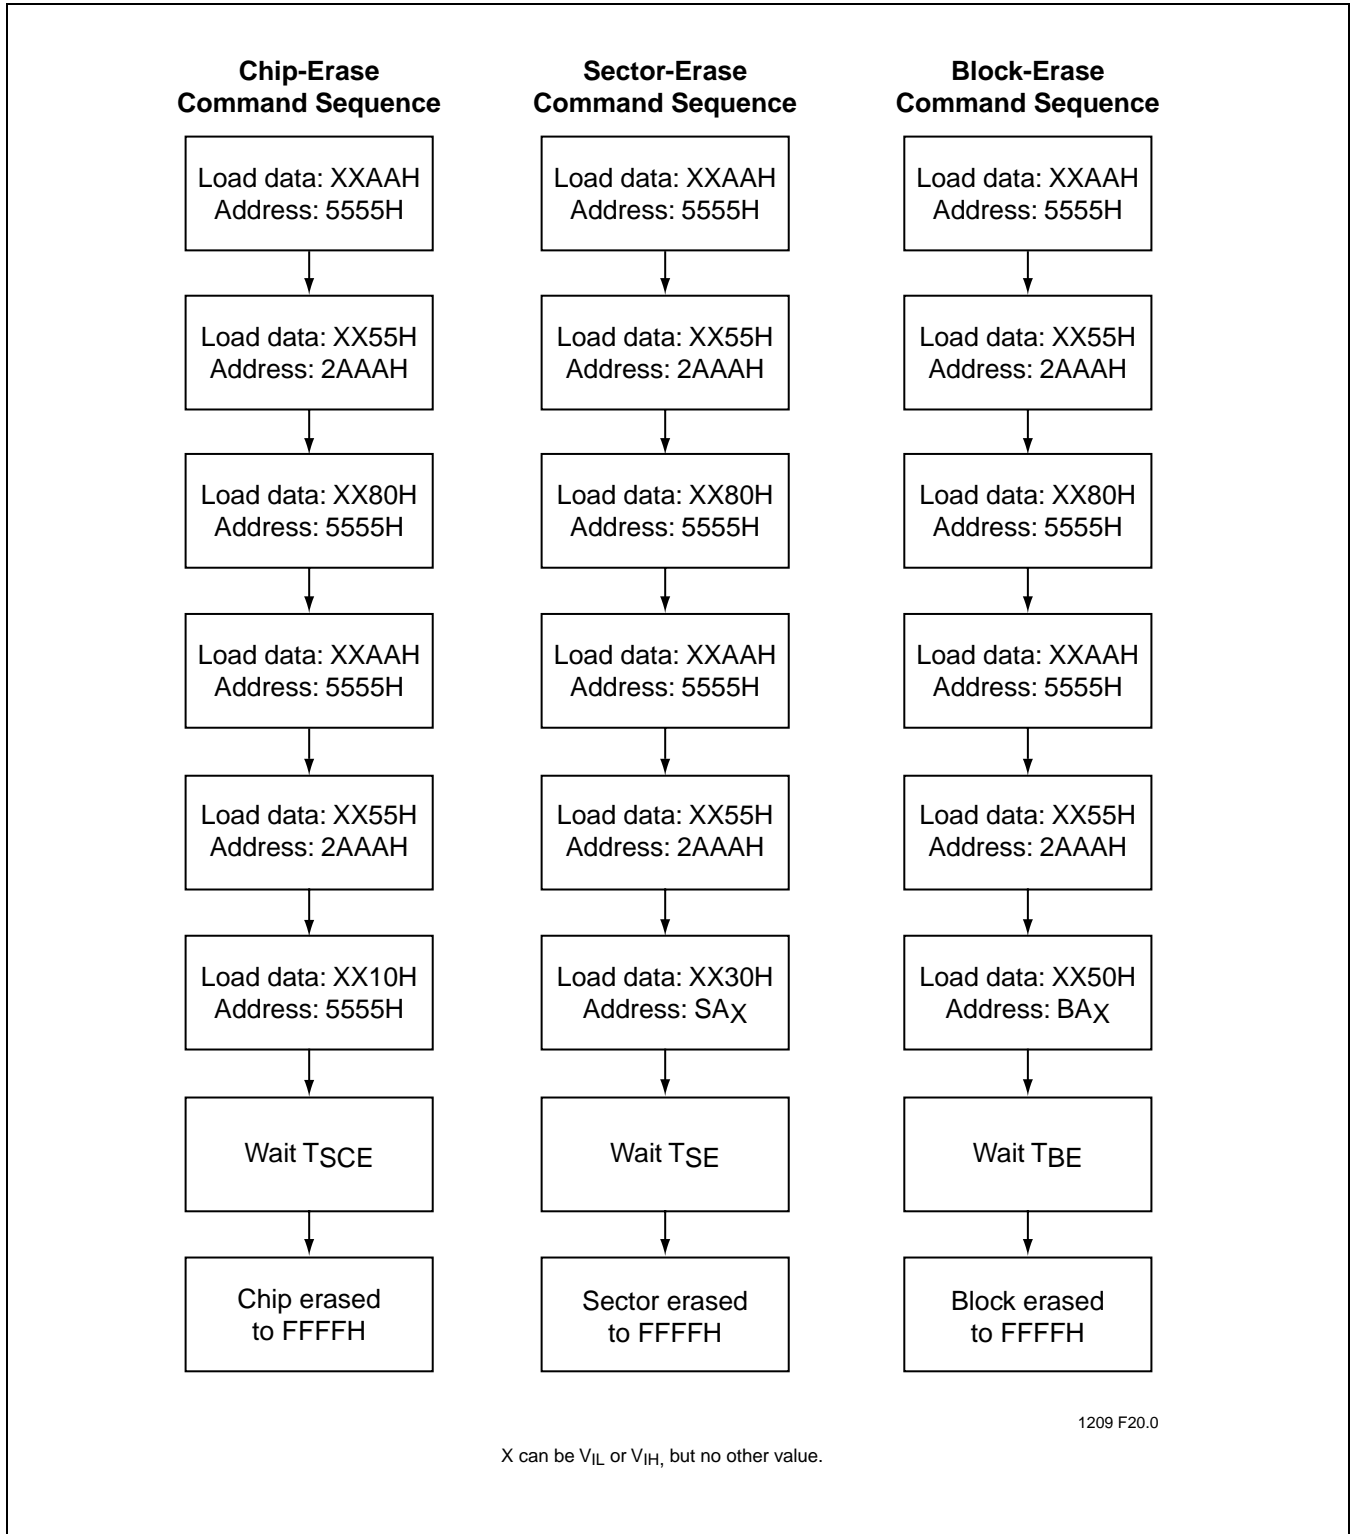 Chip-Erase
Command Sequence
Load data: XXAAH
Address: 5555H
Load data: XX55H
Address: 2AAAH
Load data: XX80H
Address: 5555H
Load data: XXAAH
Address: 5555H
Load data: XX55H
Address: 2AAAH
Load data: XX10H
Address: 5555H
Wait TSCE
Chip erased
to FFFFH
Sector-Erase
Command Sequence
Load data: XXAAH
Address: 5555H
Load data: XX55H
Address: 2AAAH
Load data: XX80H
Address: 5555H
Load data: XXAAH
Address: 5555H
Load data: XX55H
Address: 2AAAH
Load data: XX30H
Address: SAX
Wait TSE
Sector erased
to FFFFH
Block-Erase
Command Sequence
Load data: XXAAH
Address: 5555H
Load data: XX55H
Address: 2AAAH
Load data: XX80H
Address: 5555H
Load data: XXAAH
Address: 5555H
Load data: XX55H
Address: 2AAAH
Load data: XX50H
Address: BAX
Wait TBE
Block erased
to FFFFH
1209 F20.0
X can be VIL or VIH, but no other value.